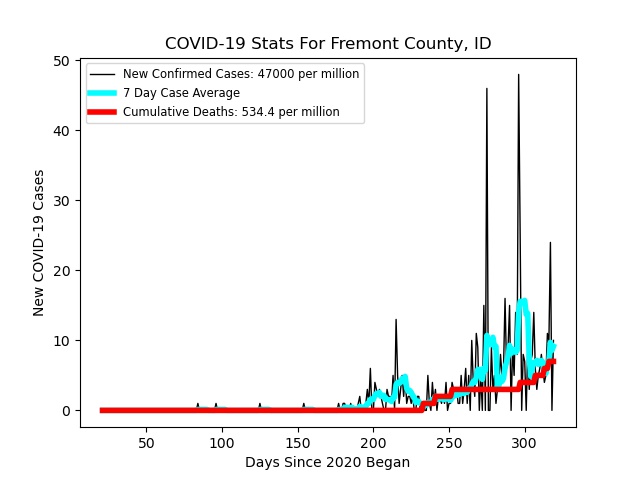 COVID-19 Stats For Fremont County, ID
New Confirmed Cases: 47000 per million
7 Day Case Average
Cumulative Deaths: 534.4 per million
New COVID-19 Cases
50
40
30
20
10
0
50 100 150 200 250 300
Days Since 2020 Began